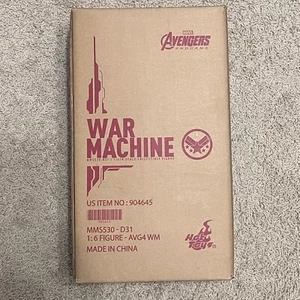 MARVEL
AVENGERS
ENDGAME
WAR
MACHINE
US ITEM NO : 904645
MMS530 - D31
1 : 6 FIGURE - AVG4 WM
MADE IN CHINA
Hot
Toys